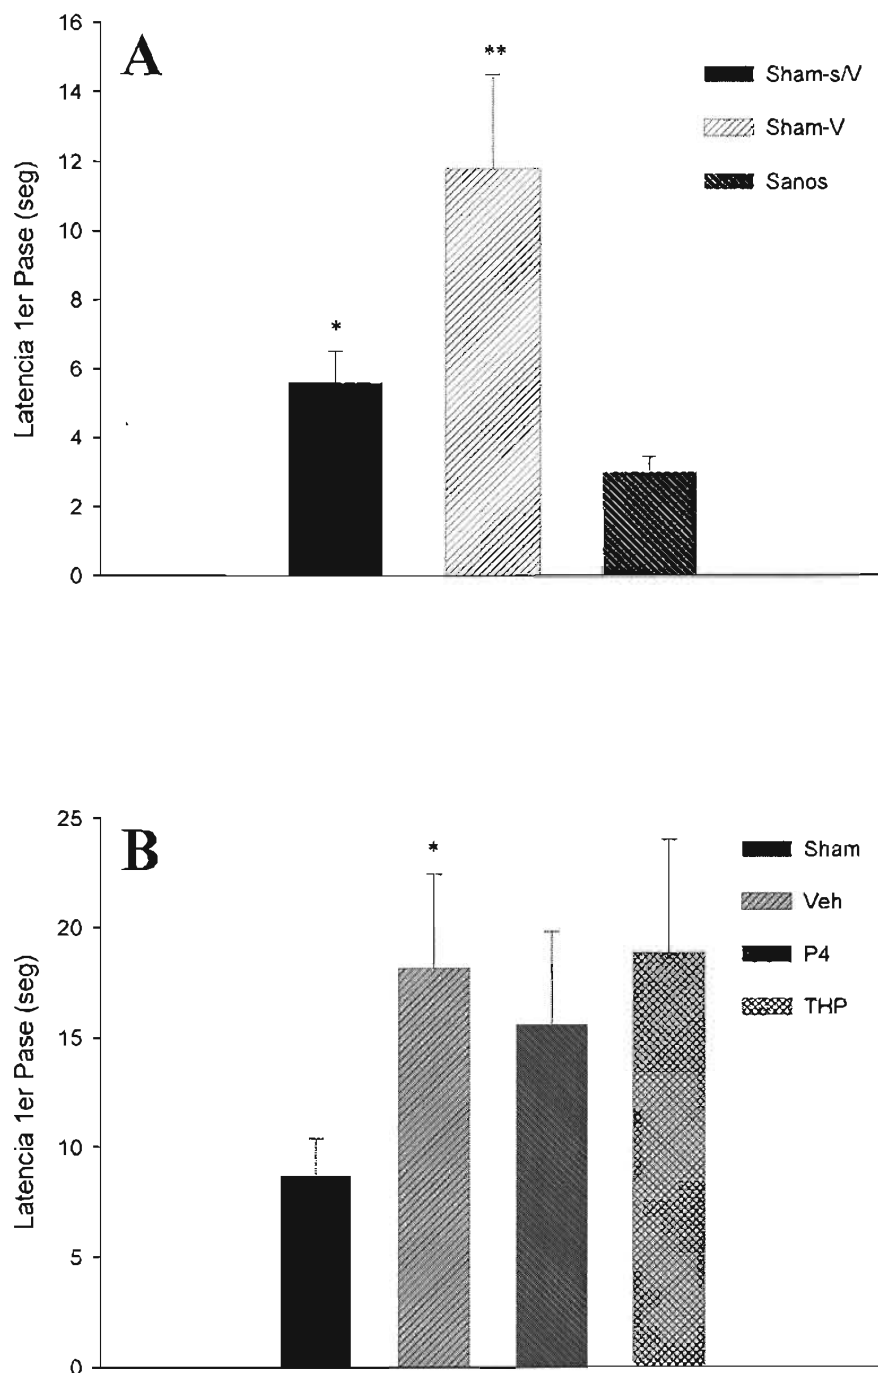 A
16
14
12
10
8
6
4
2
0
Latencia 1er Pase (seg)
*
**
Sham-s/V
Sham-V
Sanos
B
25
20
15
10
5
0
Latencia 1er Pase (seg)
*
Sham
Veh
P4
THP